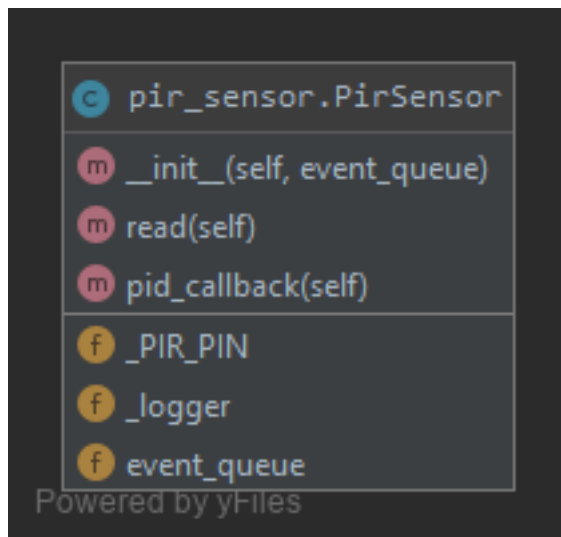 c pir_sensor.PirSensor
m __init__(self, event_queue)
m read(self)
m pid_callback(self)
f _PIR_PIN
f _logger
f event_queue
Powered by yFiles